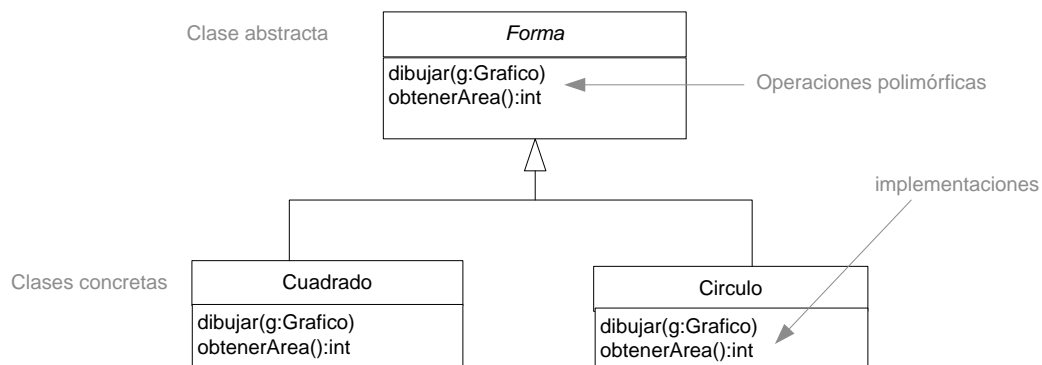 Clase abstracta
Forma
dibujar(g:Grafico)
obtenerArea():int
Operaciones polimórficas
implementaciones
Clases concretas
Cuadrado
dibujar(g:Grafico)
obtenerArea():int
Circulo
dibujar(g:Grafico)
obtenerArea():int